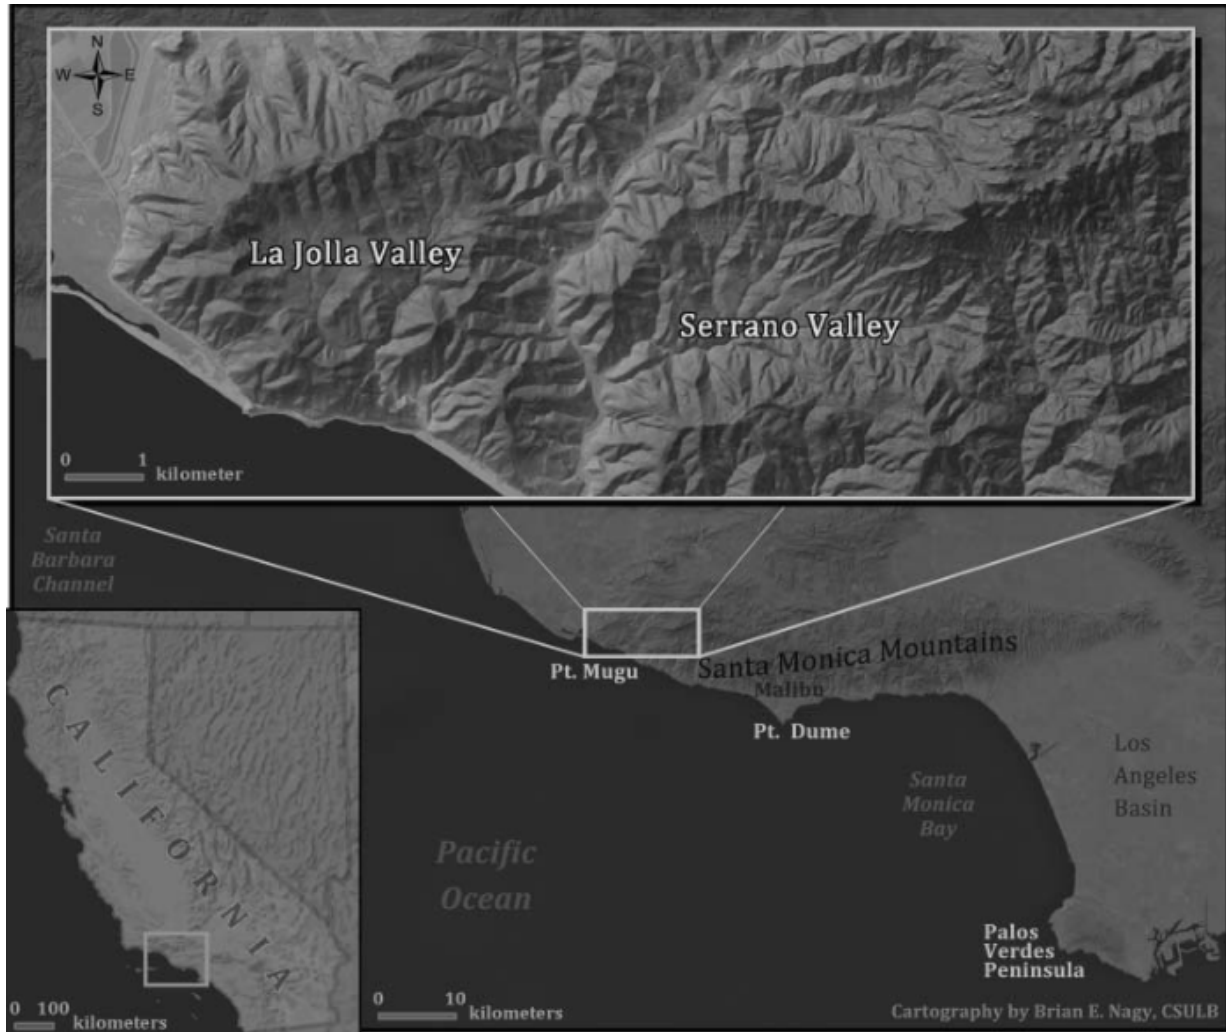 N
W E
S
La Jolla Valley
Serrano Valley
0 1
kilometer
Santa
Barbara
Channel
Pt. Mugu
Santa Monica Mountains
Malibu
Pt. Dume
Los
Angeles
Basin
Santa
Monica
Bay
Pacific
Ocean
CALIFORNIA
Palos
Verdes
Peninsula
0 100
kilometers
0 10
kilometers
Cartography by Brian E. Nagy, CSULB